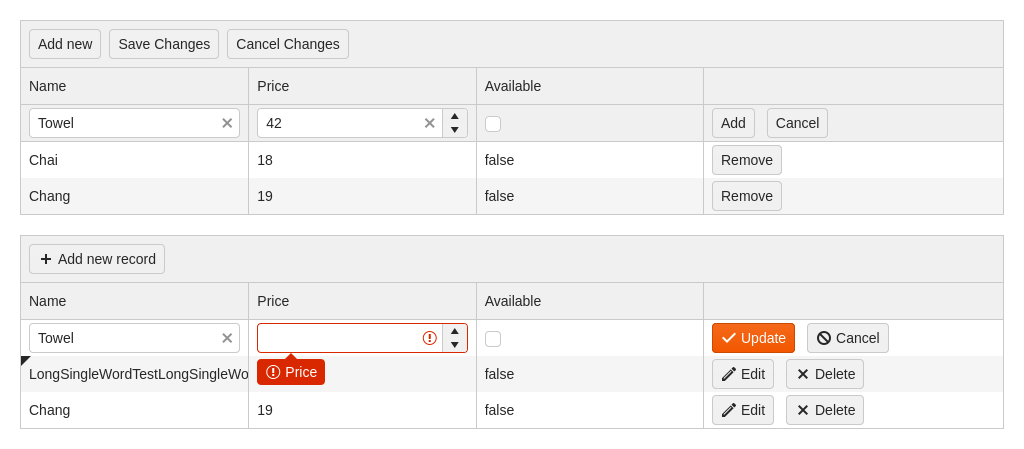 Add new Save Changes Cancel Changes
Name Price Available
Towel 42 Add Cancel
Chai 18 false Remove
Chang 19 false Remove
Add new record
Name Price Available
Towel Update Cancel
LongSingleWordTestLongSingleWo Price false Edit Delete
Chang 19 false Edit Delete